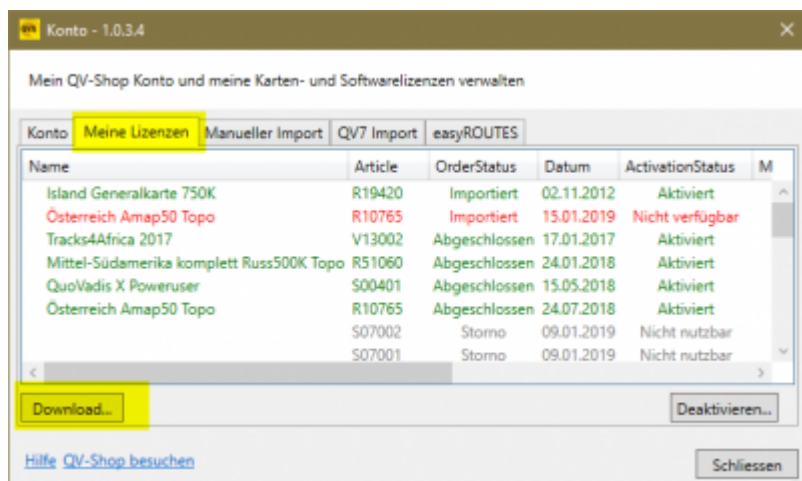 QVX Konto - 1.0.3.4
Mein QV-Shop Konto und meine Karten- und Softwarelizenzen verwalten
Konto Meine Lizenzen Manueller Import QV7 Import easyROUTES
Name Article OrderStatus Datum ActivationStatus M
Island Generalkarte 750K R19420 Importiert 02.11.2012 Aktiviert
Österreich Amap50 Topo R10765 Importiert 15.01.2019 Nicht verfügbar
Tracks4Africa 2017 V13002 Abgeschlossen 17.01.2017 Aktiviert
Mittel-Südamerika komplett Russ500K Topo R51060 Abgeschlossen 24.01.2018 Aktiviert
QuoVadis X Poweruser S00401 Abgeschlossen 15.05.2018 Aktiviert
Österreich Amap50 Topo R10765 Abgeschlossen 24.07.2018 Aktiviert
S07002 Storno 09.01.2019 Nicht nutzbar
S07001 Storno 09.01.2019 Nicht nutzbar
Download... Deaktivieren...
Hilfe QV-Shop besuchen Schliessen